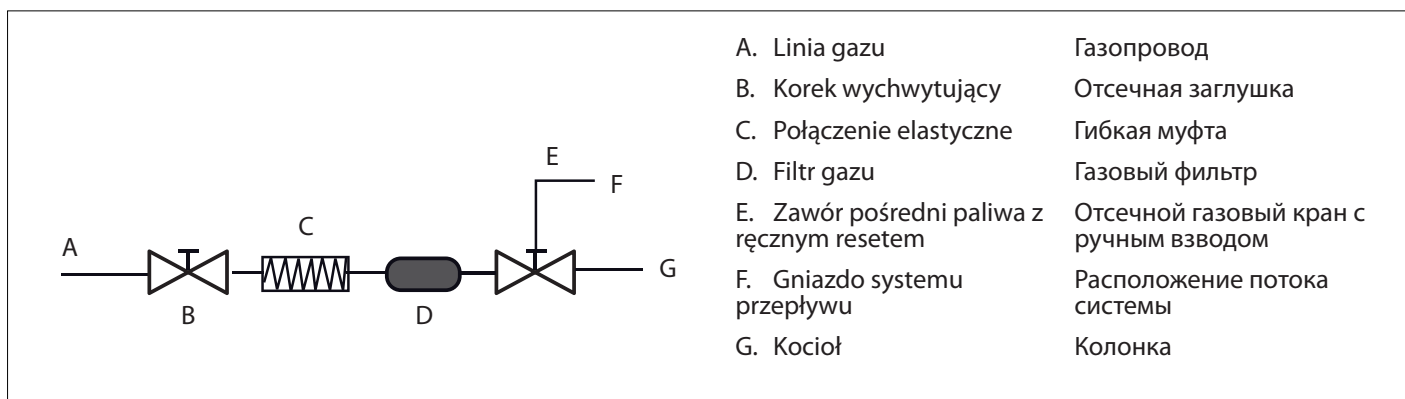 A
B
C
D
E
F
G
A. Linia gazu Газопровод
B. Korek wychwytujący Отсечная заглушка
C. Połączenie elastyczne Гибкая муфта
D. Filtr gazu Газовый фильтр
E. Zawór pośredni paliwa z Отсечной газовый кран с
ręcznym resetem ручным взводом
F. Gniazdo systemu Расположение потока
przepływu системы
G. Kocioł Колонка